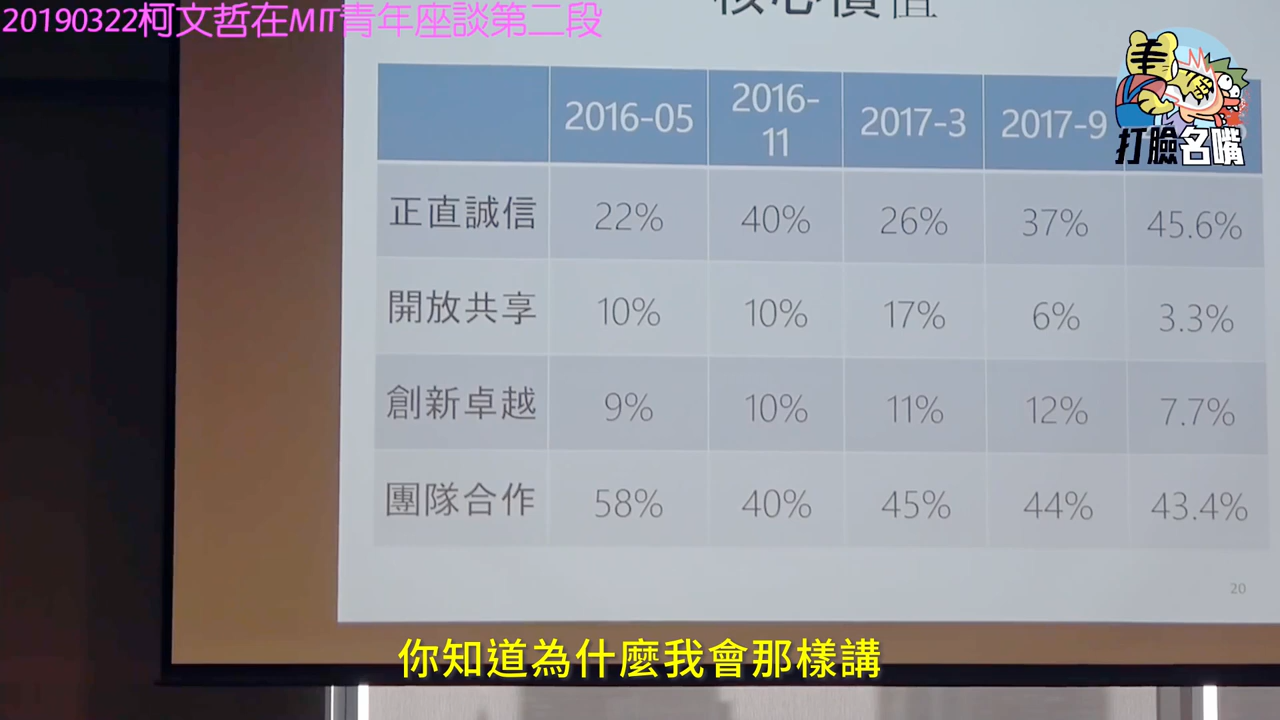 20190322柯文哲在MIT青年座談第二段
核心價值
打臉名嘴
2016-05 2016-11 2017-3 2017-9
正直誠信 22% 40% 26% 37% 45.6%
開放共享 10% 10% 17% 6% 3.3%
創新卓越 9% 10% 11% 12% 7.7%
團隊合作 58% 40% 45% 44% 43.4%
20
你知道為什麼我會那樣講